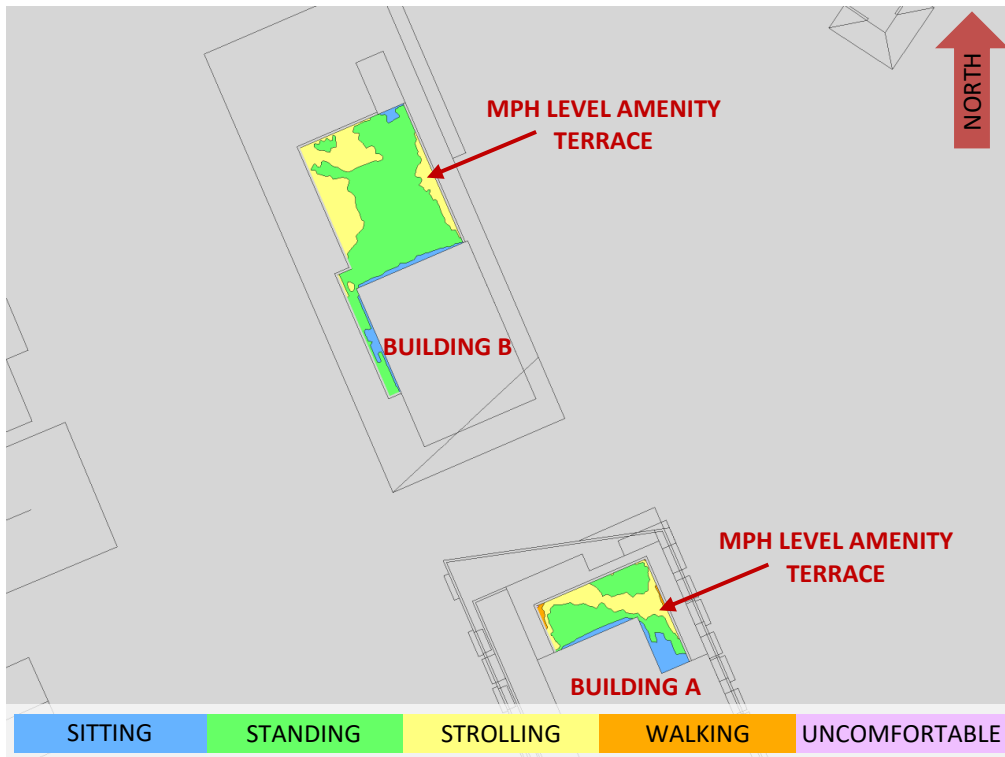 NORTH
MPH LEVEL AMENITY
TERRACE
BUILDING B
MPH LEVEL AMENITY
TERRACE
BUILDING A
SITTING STANDING STROLLING WALKING UNCOMFORTABLE